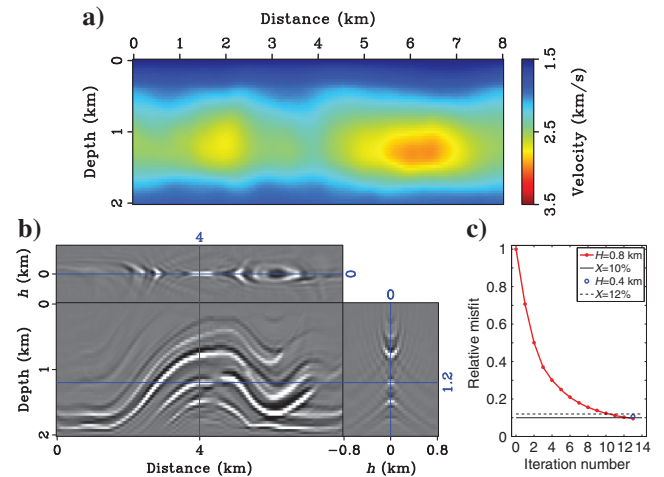 a)
Distance (km)
0 1 2 3 4 5 6 7 8
0
1
2
Depth (km)
1.5
2.5
3.5
Velocity (km/s)
b)
4
0
h (km)
0
0
0
1
2
Depth (km)
1.2
0 4 8
Distance (km)
−0.8 0 0.8
h (km)
c)
H=0.8 km
X=10%
H=0.4 km
X=12%
1
0.8
0.6
0.4
0.2
0
Relative misfit
0 2 4 6 8 10 12 14
Iteration number